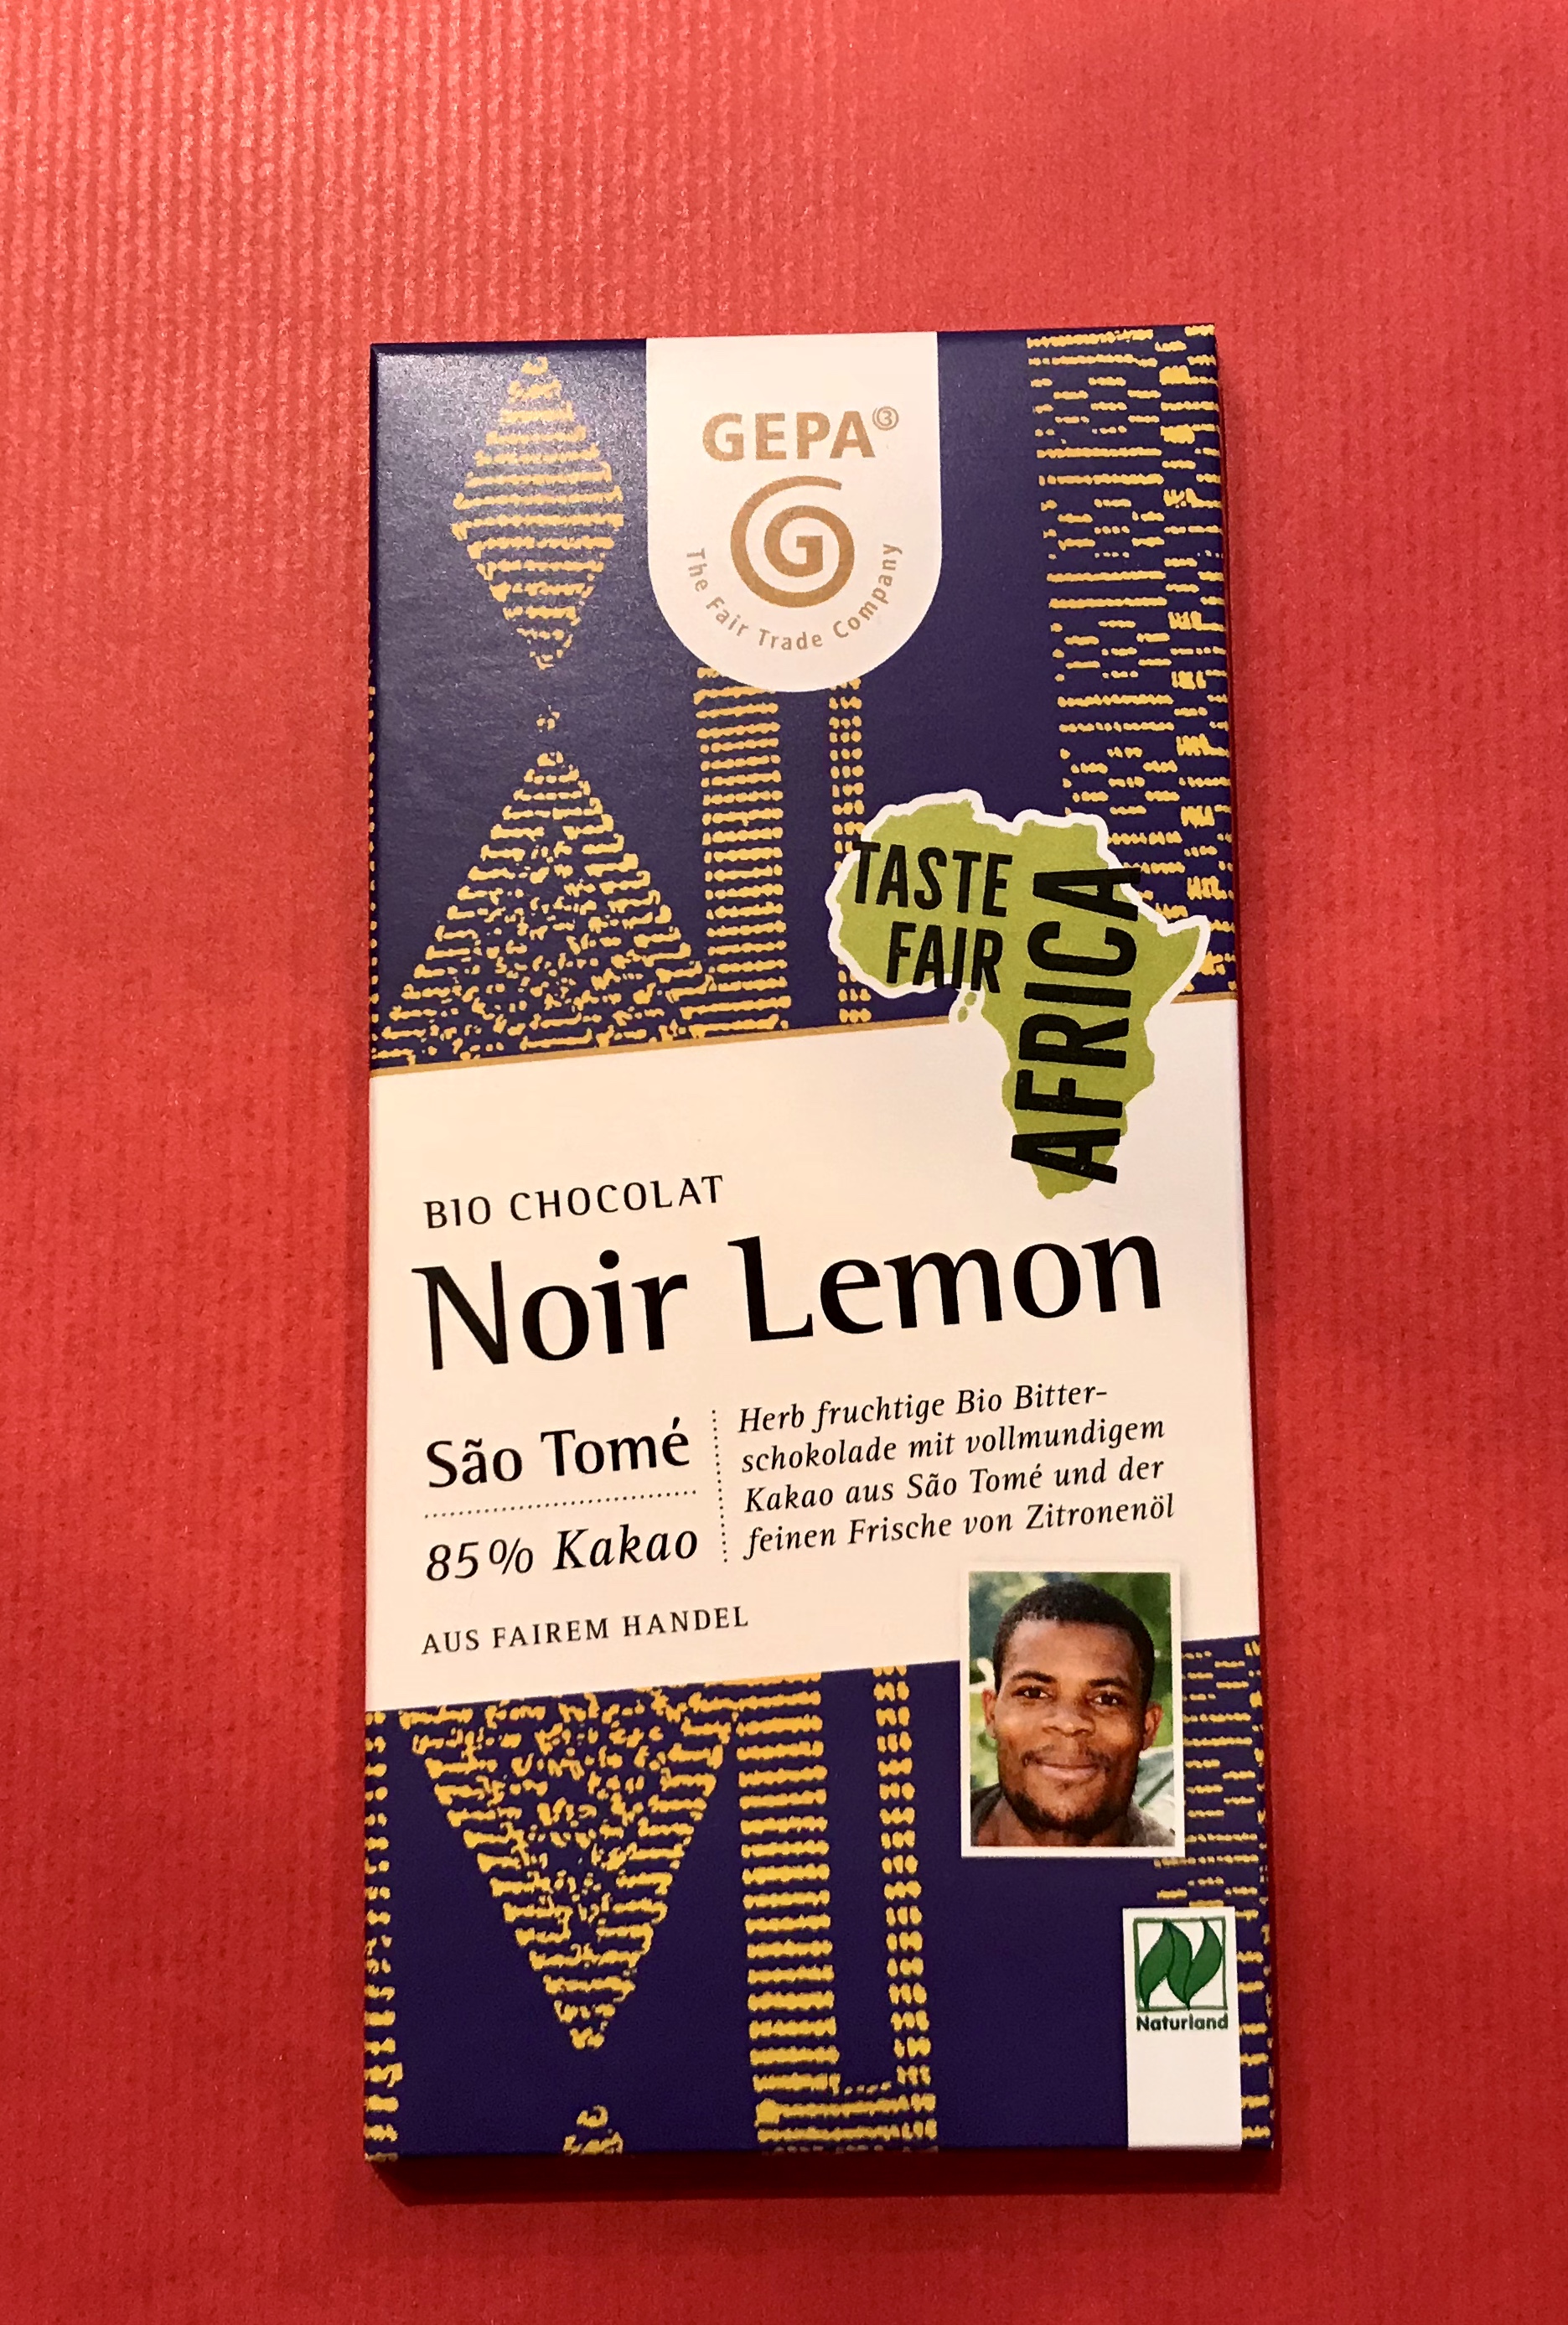 GEPA③
G
The Fair Trade Company
TASTE
FAIR
AFRICA
BIO CHOCOLAT
Noir Lemon
São Tomé
85% Kakao
Herb fruchtige Bio Bitter-
schokolade mit vollmundigem
Kakao aus São Tomé und der
feinen Frische von Zitronenöl
AUS FAIREM HANDEL
Naturland